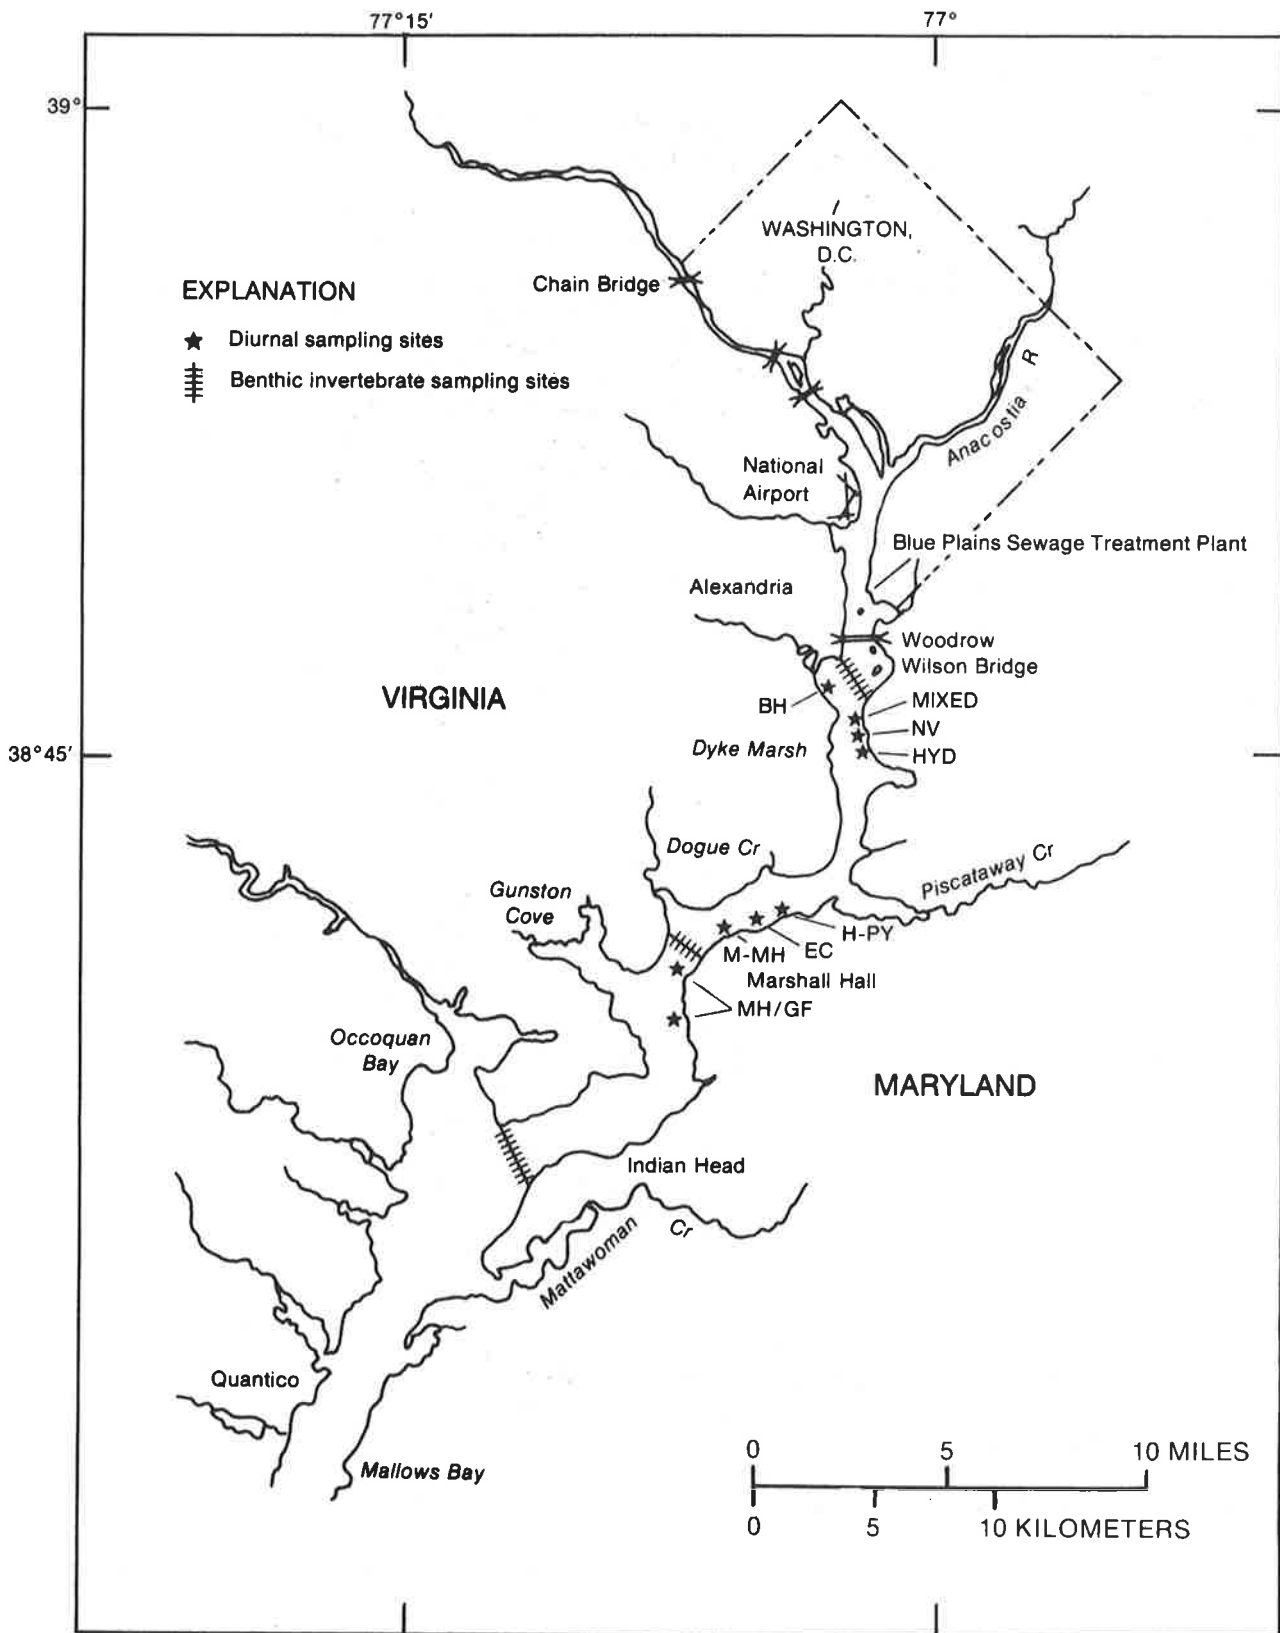 77°15'
77°
39°
WASHINGTON,
D.C.
Chain Bridge
EXPLANATION
Diurnal sampling sites
Benthic invertebrate sampling sites
Anacostia R
National
Airport
Blue Plains Sewage Treatment Plant
Alexandria
Woodrow
Wilson Bridge
VIRGINIA
BH
MIXED
NV
HYD
38°45'
Dyke Marsh
Dogue Cr
Piscataway Cr
Gunston
Cove
H-PY
EC
M-MH
Marshall Hall
MH/GF
Occoquan
Bay
MARYLAND
Indian Head
Mattawoman Cr
Quantico
Mallows Bay
0 5 10 MILES
0 5 10 KILOMETERS